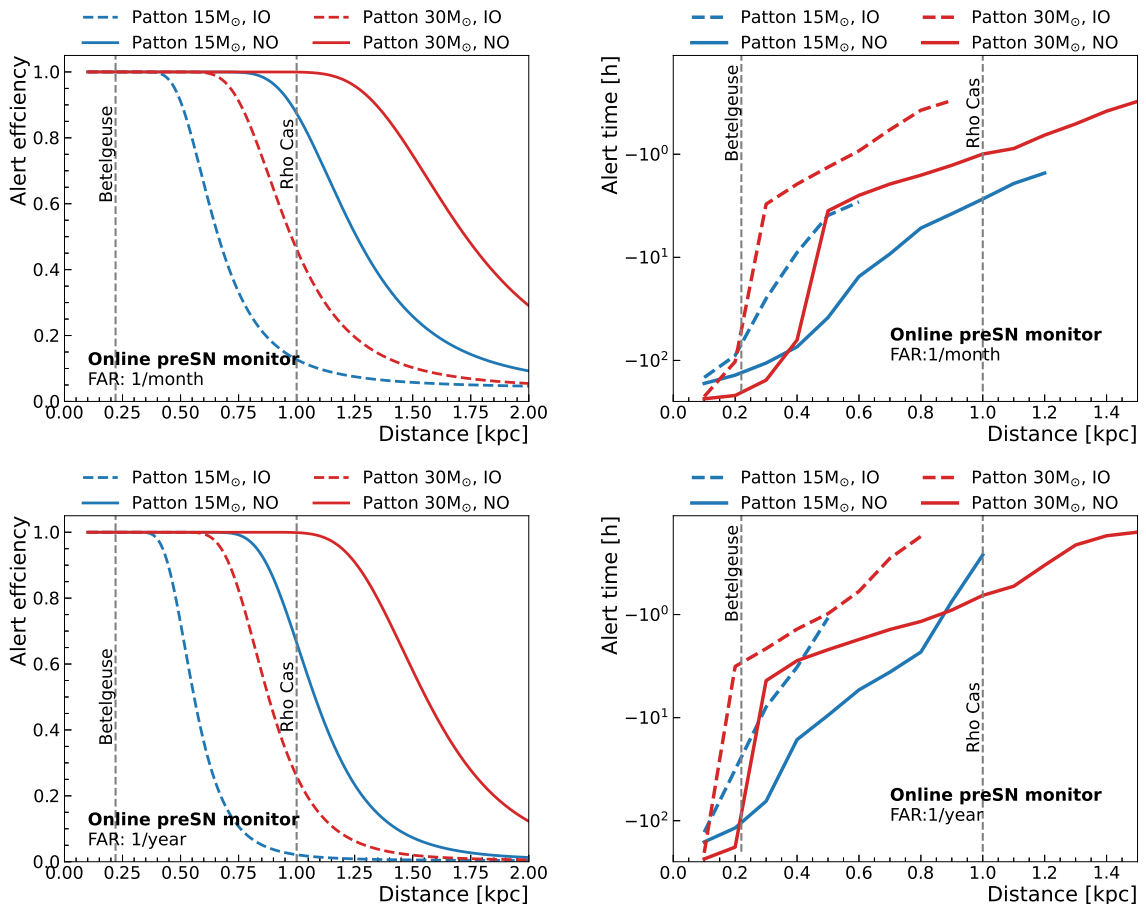 Patton 15M⊙, IO
Patton 30M⊙, IO
Patton 15M⊙, NO
Patton 30M⊙, NO
Alert effciency
1.0
0.8
0.6
0.4
0.2
0.0
Betelgeuse
Rho Cas
Online preSN monitor
FAR: 1/month
0.00 0.25 0.50 0.75 1.00 1.25 1.50 1.75 2.00
Distance [kpc]
Patton 15M⊙, IO
Patton 30M⊙, IO
Patton 15M⊙, NO
Patton 30M⊙, NO
Alert time [h]
−10⁰
−10¹
−10²
Betelgeuse
Rho Cas
Online preSN monitor
FAR:1/month
0.0 0.2 0.4 0.6 0.8 1.0 1.2 1.4
Distance [kpc]
Patton 15M⊙, IO
Patton 30M⊙, IO
Patton 15M⊙, NO
Patton 30M⊙, NO
Alert effciency
1.0
0.8
0.6
0.4
0.2
0.0
Betelgeuse
Rho Cas
Online preSN monitor
FAR: 1/year
0.00 0.25 0.50 0.75 1.00 1.25 1.50 1.75 2.00
Distance [kpc]
Patton 15M⊙, IO
Patton 30M⊙, IO
Patton 15M⊙, NO
Patton 30M⊙, NO
Alert time [h]
−10⁰
−10¹
−10²
Betelgeuse
Rho Cas
Online preSN monitor
FAR:1/year
0.0 0.2 0.4 0.6 0.8 1.0 1.2 1.4
Distance [kpc]